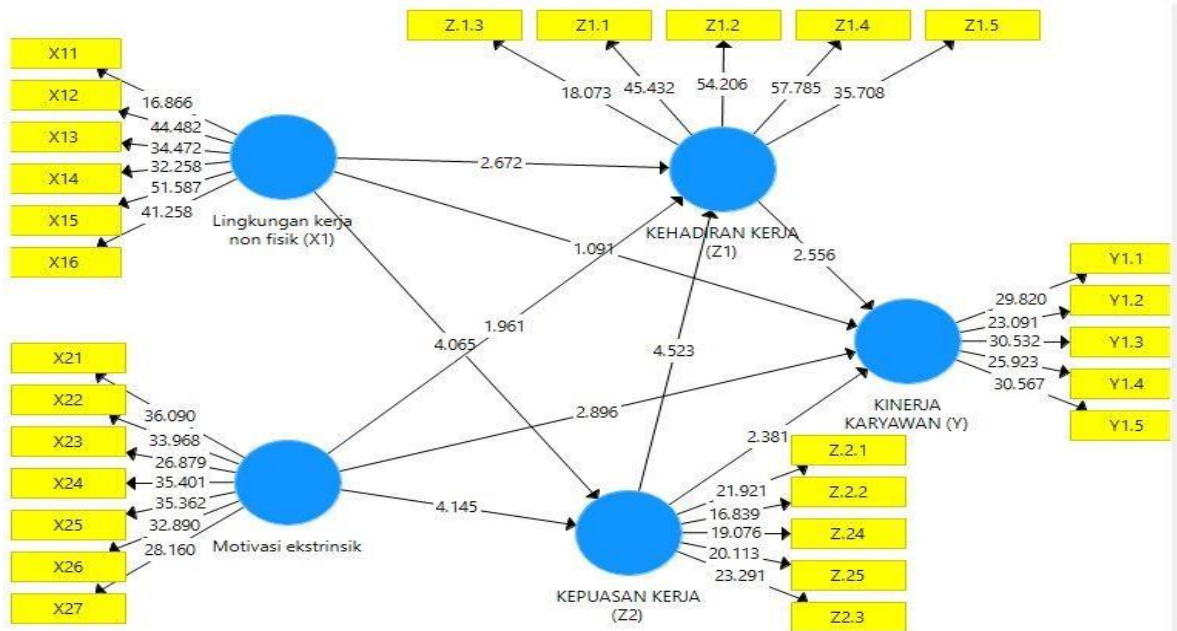 Z.1.3
Z1.1
Z1.2
Z1.4
Z1.5
18.073
45.432
54.206
57.785
35.708
X11
X12
X13
X14
X15
X16
16.866
44.482
34.472
32.258
51.587
41.258
Lingkungan kerja
non fisik (X1)
2.672
KEHADIRAN KERJA
(Z1)
1.091
2.556
1.961
4.065
4.523
2.896
2.381
4.145
Y1.1
Y1.2
Y1.3
Y1.4
Y1.5
29.820
23.091
30.532
25.923
30.567
KINERJA
KARYAWAN (Y)
X21
X22
X23
X24
X25
X26
X27
36.090
33.968
26.879
35.401
35.362
32.890
28.160
Motivasi ekstrinsik
KEPUASAN KERJA
(Z2)
21.921
16.839
19.076
20.113
23.291
Z.2.1
Z.2.2
Z.24
Z.25
Z2.3